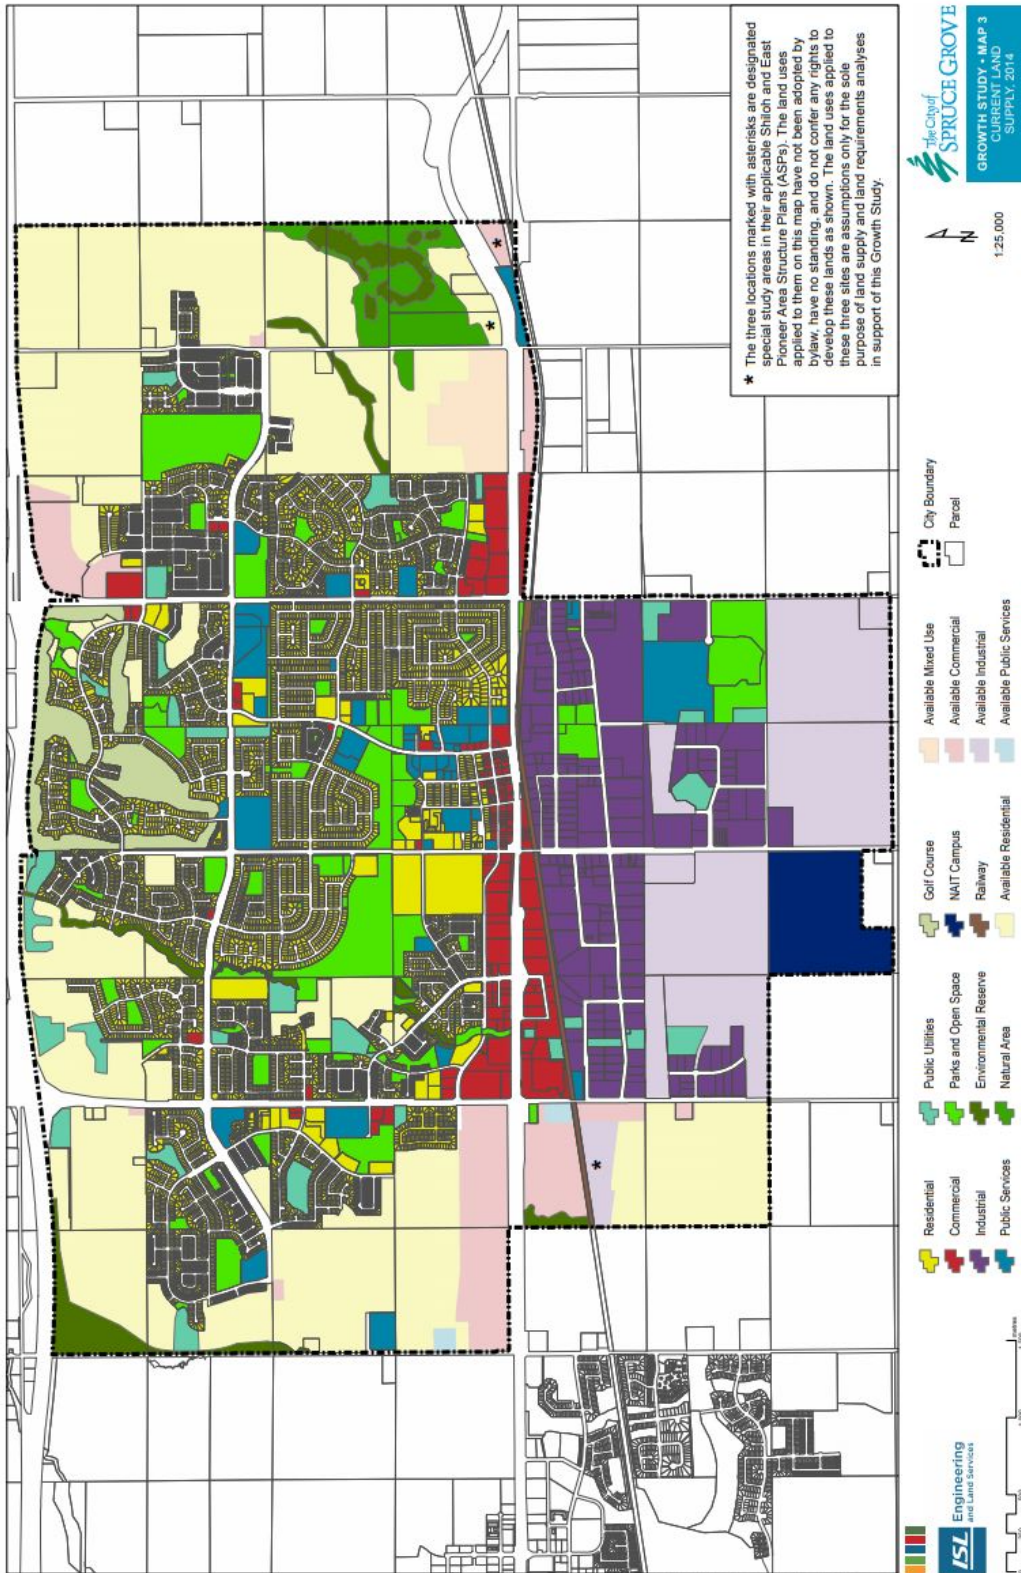 * The three locations marked with asterisks are designated
special study areas in their applicable Shiloh and East
Pioneer Area Structure Plans (ASPs). The land uses
applied to them on this map have not been adopted by
bylaw, have no standing, and do not confer any rights to
develop these lands as shown. The land uses applied to
these three sites are assumptions only for the sole
purpose of land supply and land requirements analyses
in support of this Growth Study.
*
*
*
ISL Engineering
and Land Services
metres
Residential
Commercial
Industrial
Public Services
Public Utilities
Parks and Open Space
Environmental Reserve
Natural Area
Golf Course
NAIT Campus
Railway
Available Residential
Available Mixed Use
Available Commercial
Available Industrial
Available Public Services
City Boundary
Parcel
N
1:25,000
The City of
SPRUCE GROVE
GROWTH STUDY • MAP 3
CURRENT LAND
SUPPLY, 2014